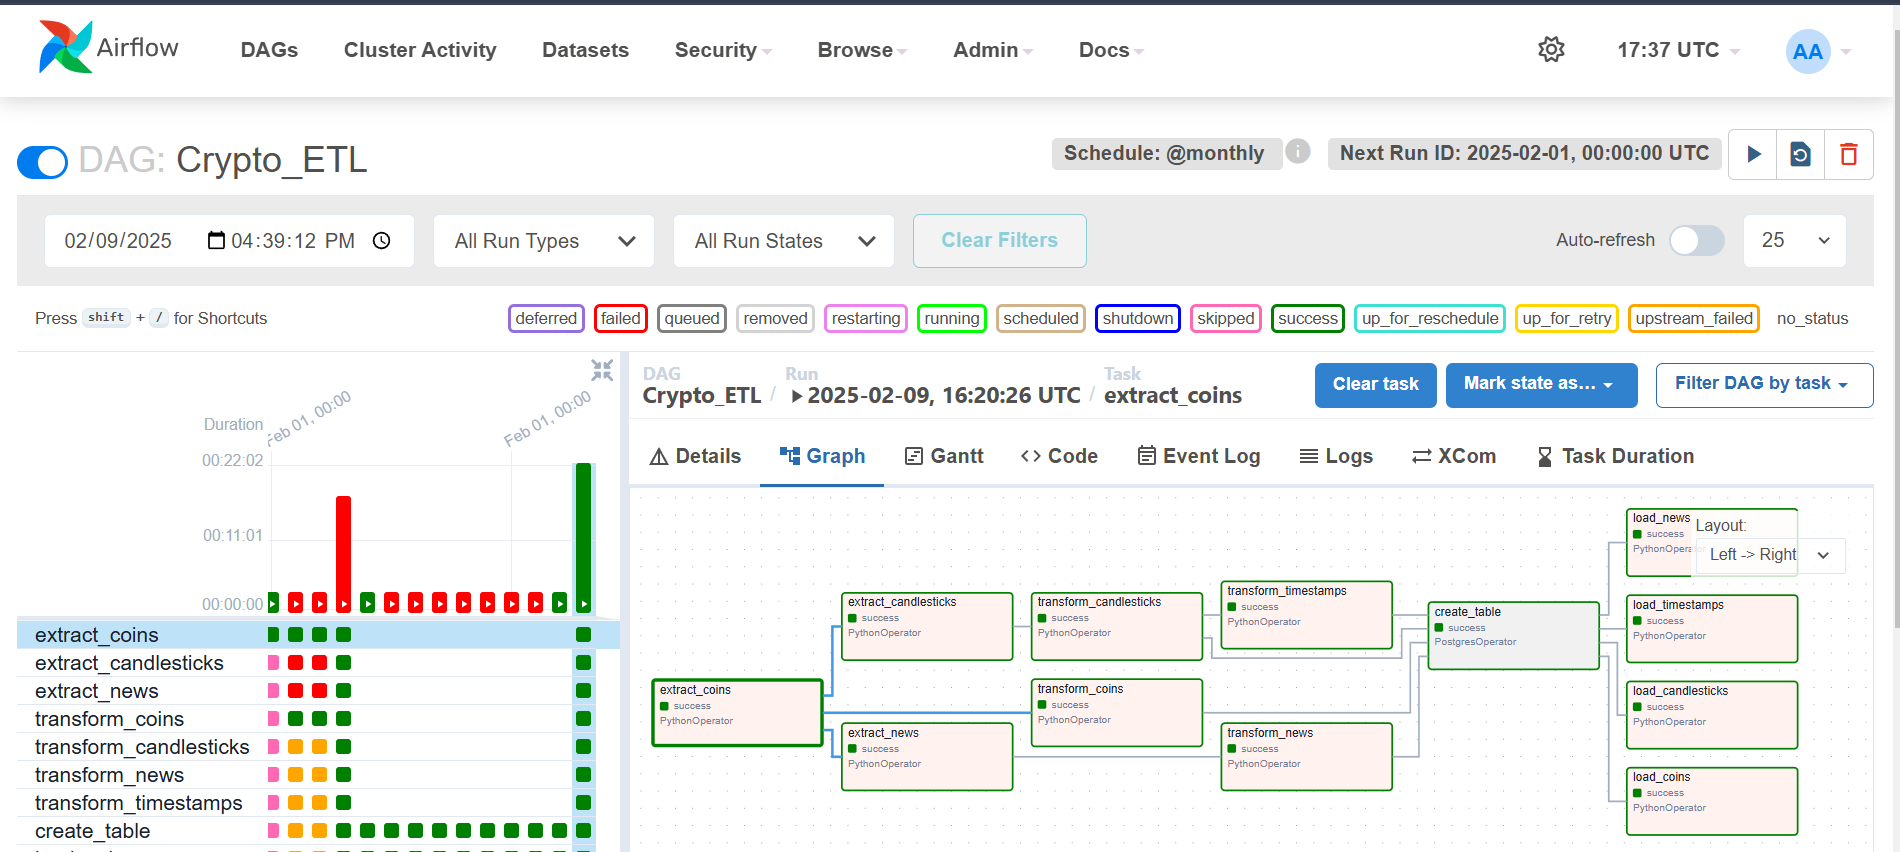 Airflow
DAGs
Cluster Activity
Datasets
Security
Browse
Admin
Docs
17:37 UTC
AA
DAG: Crypto_ETL
Schedule: @monthly
i
Next Run ID: 2025-02-01, 00:00:00 UTC
02/09/2025 04:39:12 PM
All Run Types
All Run States
Clear Filters
Auto-refresh
25
Press shift + / for Shortcuts
deferred
failed
queued
removed
restarting
running
scheduled
shutdown
skipped
success
up_for_reschedule
up_for_retry
upstream_failed
no_status
Duration
Feb 01, 00:00
Feb 01, 00:00
00:22:02
00:11:01
00:00:00
extract_coins
extract_candlesticks
extract_news
transform_coins
transform_candlesticks
transform_news
transform_timestamps
create_table
DAG
Crypto_ETL
/
Run
2025-02-09, 16:20:26 UTC
/
Task
extract_coins
Clear task
Mark state as...
Filter DAG by task
Details
Graph
Gantt
Code
Event Log
Logs
XCom
Task Duration
extract_coins
success
PythonOperator
extract_candlesticks
success
PythonOperator
extract_news
success
PythonOperator
transform_candlesticks
success
PythonOperator
transform_coins
success
PythonOperator
transform_timestamps
success
PythonOperator
transform_news
success
PythonOperator
create_table
success
PostgresOperator
load_news
success
PythonOpera
Layout:
Left -> Right
load_timestamps
success
PythonOperator
load_candlesticks
success
PythonOperator
load_coins
success
PythonOperator